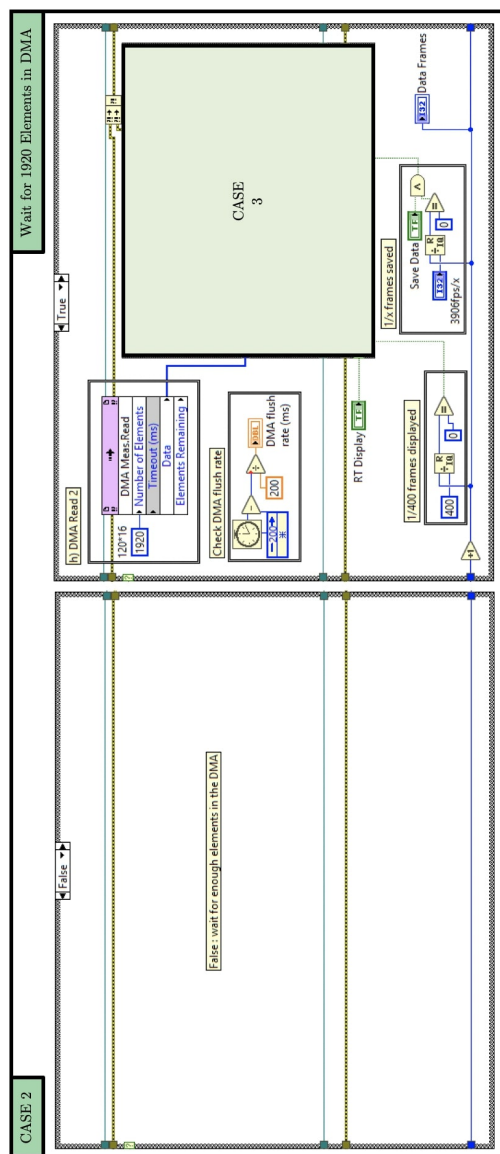 CASE 2
Wait for 1920 Elements in DMA
False
False : wait for enough elements in the DMA
True
h) DMA Read 2
120*16
1920
DMA Meas.Read
Number of Elements
Timeout (ms)
Data
Elements Remaining
Check DMA flush rate
200
200
DBL
DMA flush
rate (ms)
CASE
3
RT Display
TF
1/400 frames displayed
400
R
IQ
0
=
+1
1/x frames saved
Save Data
TF
I32
R
IQ
0
=
3906fps/x
I32
Data Frames